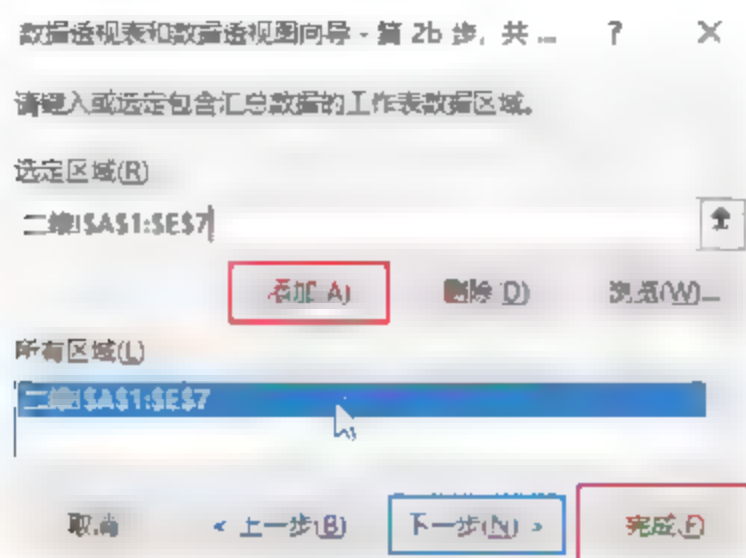 数据透视表和数据透视图向导 - 第 2b 步，共 ... ? ×
请键入或选定包含汇总数据的工作表数据区域。
选定区域(R)
二维!$A$1:$E$7
添加(A) 删除(D) 浏览(W)...
所有区域(L)
二维!$A$1:$E$7
取消 < 上一步(B) 下一步(N) > 完成(F)